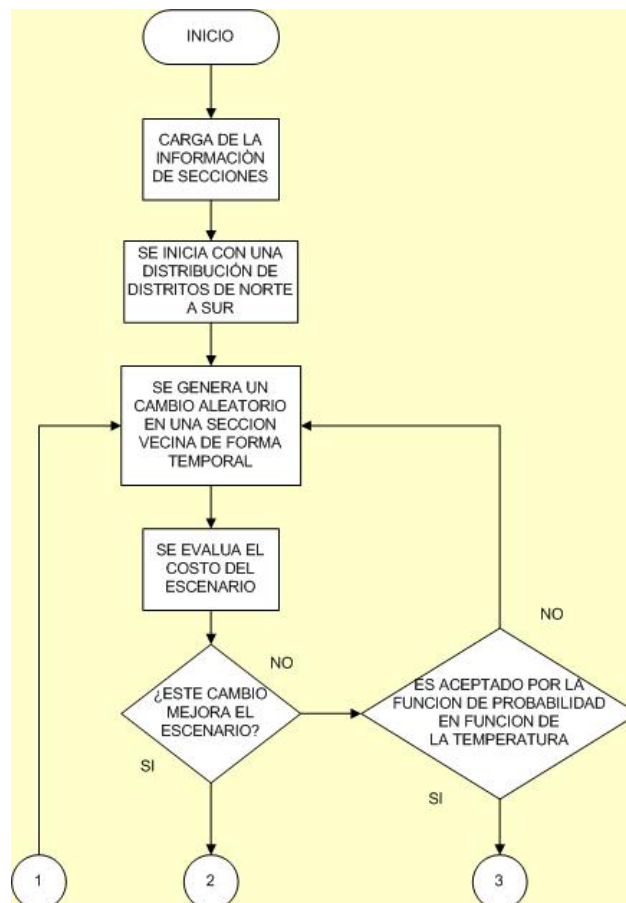 INICIO
CARGA DE LA
INFORMACIÓN
DE SECCIONES
SE INICIA CON UNA
DISTRIBUCIÓN DE
DISTRITOS DE NORTE
A SUR
SE GENERA UN
CAMBIO ALEATORIO
EN UNA SECCION
VECINA DE FORMA
TEMPORAL
SE EVALUA EL
COSTO DEL
ESCENARIO
NO
NO
¿ESTE CAMBIO
MEJORA EL
ESCENARIO?
ES ACEPTADO POR LA
FUNCION DE PROBABILIDAD
EN FUNCION DE
LA TEMPERATURA
SI
SI
1
2
3